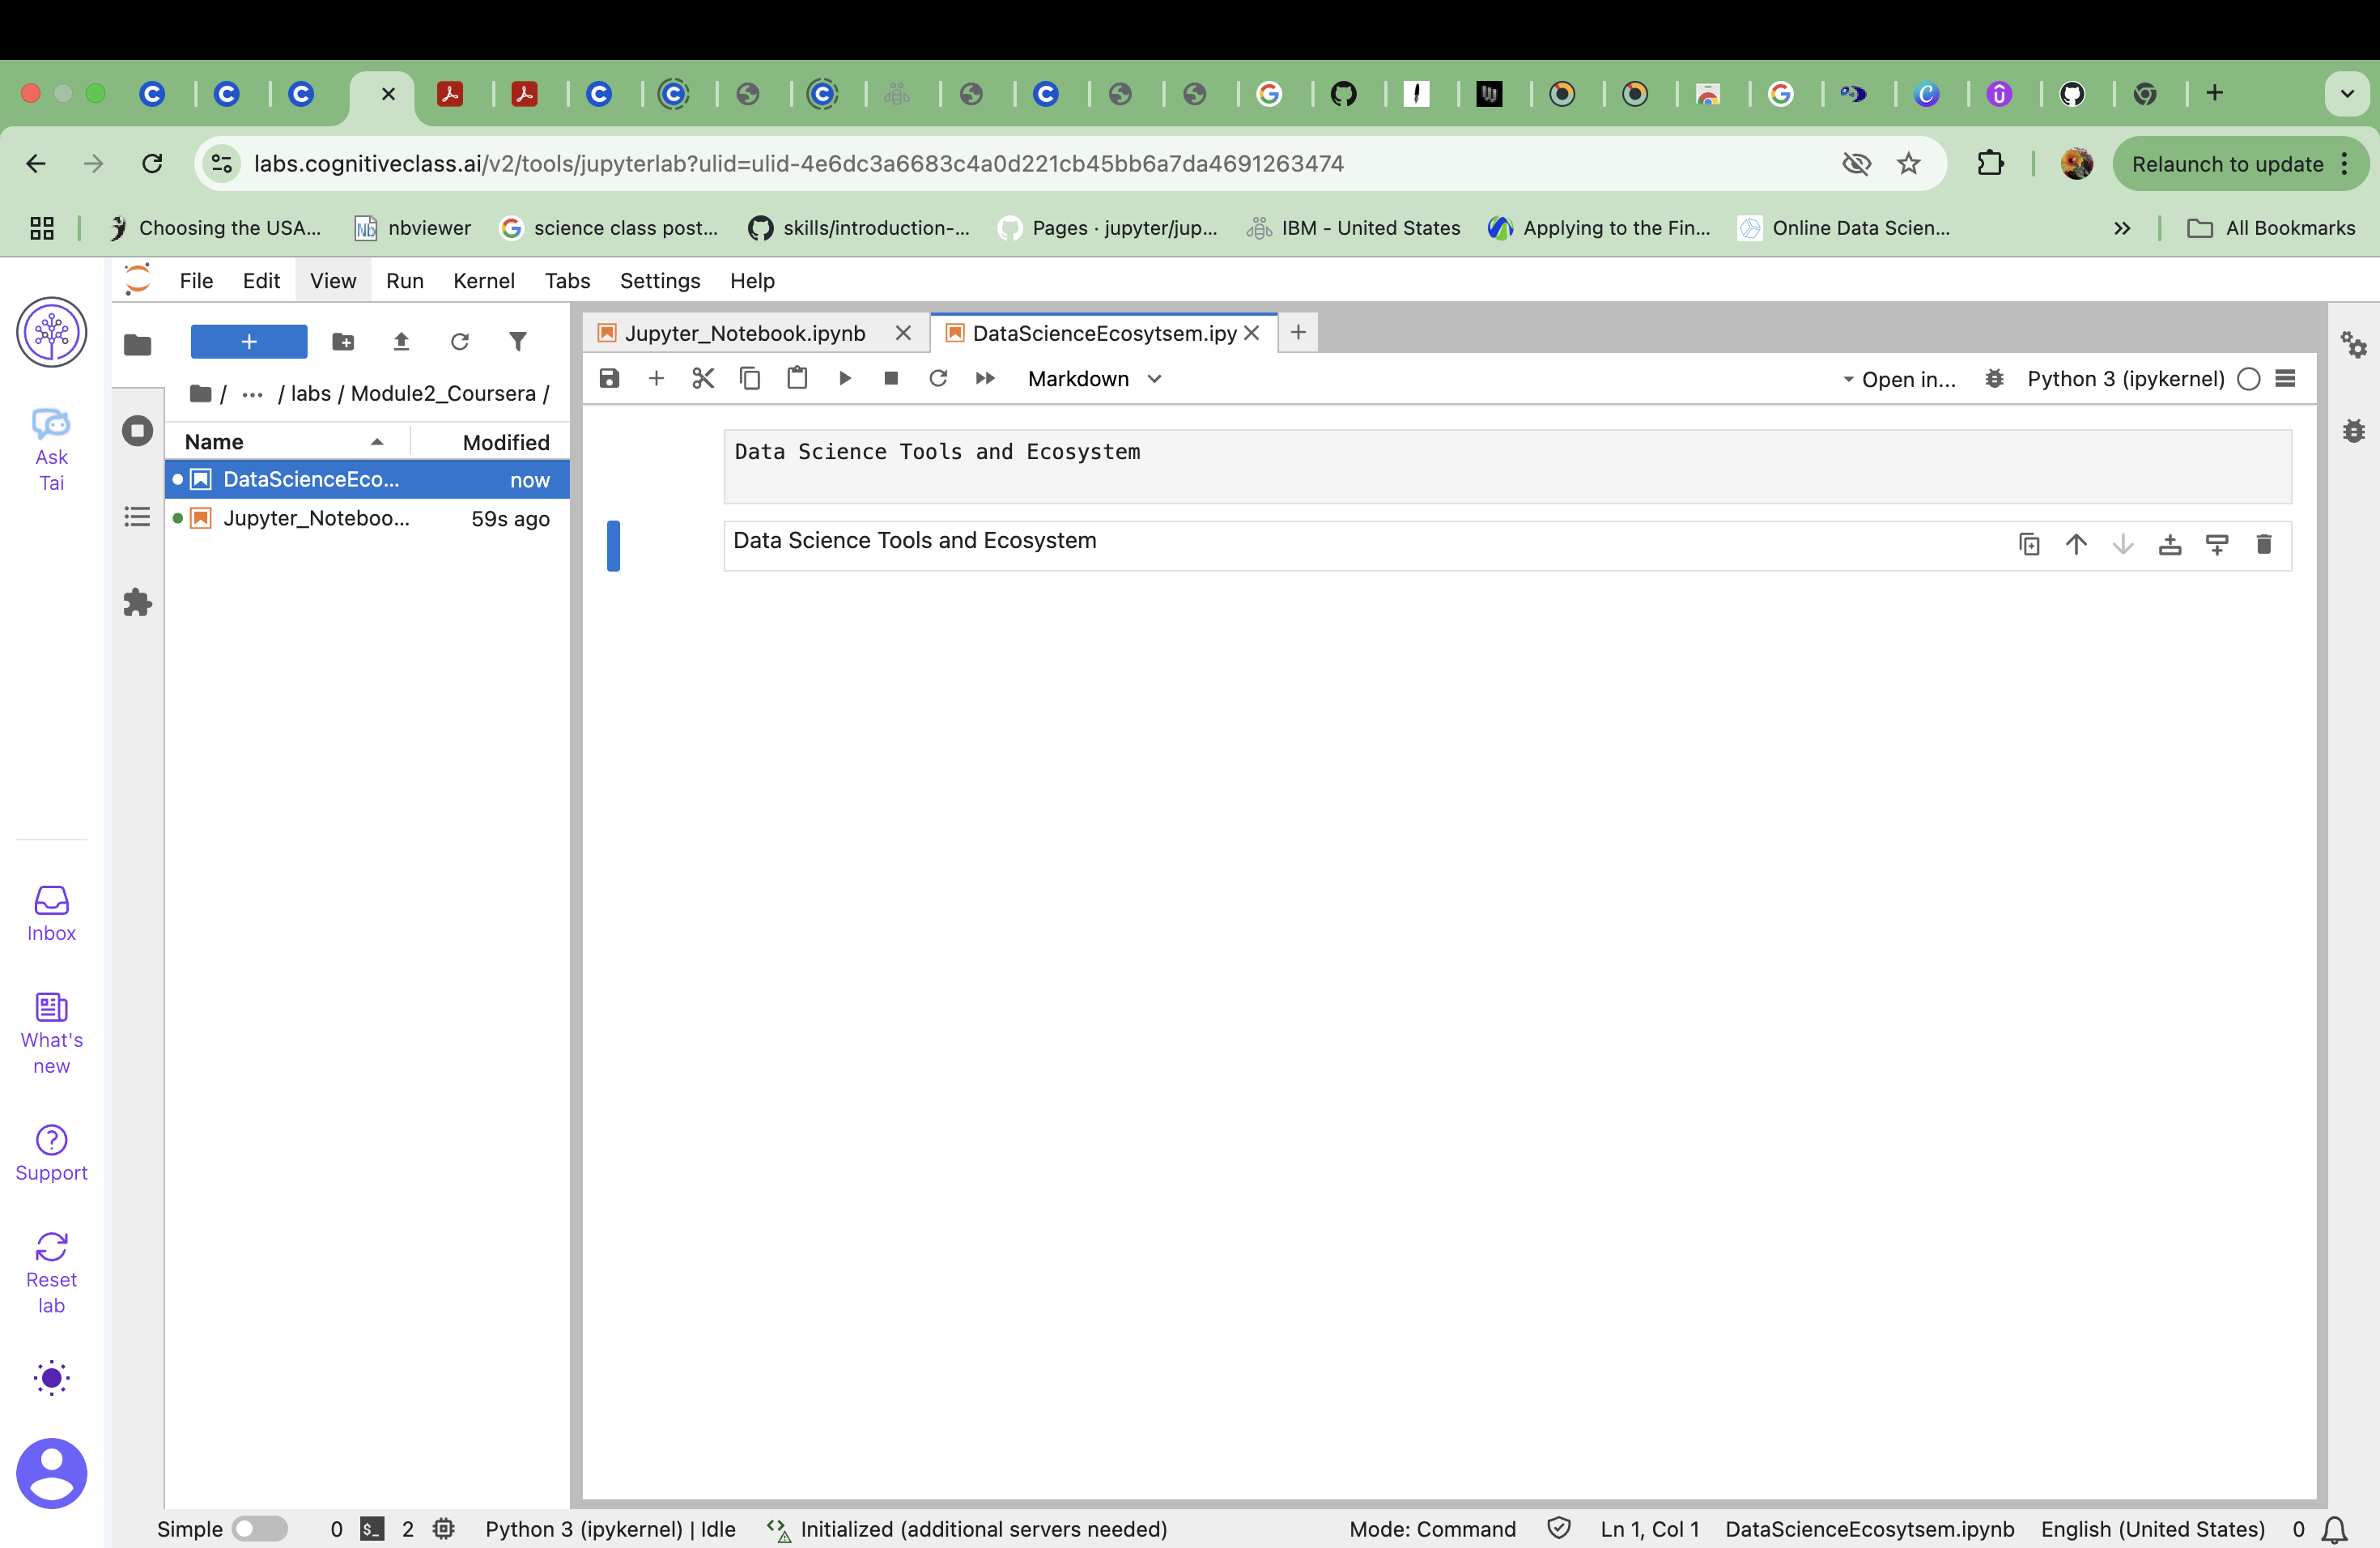 labs.cognitiveclass.ai/v2/tools/jupyterlab?ulid=ulid-4e6dc3a6683c4a0d221cb45bb6a7da4691263474
Relaunch to update
Choosing the USA...
nbviewer
science class post...
skills/introduction-...
Pages · jupyter/jup...
IBM - United States
Applying to the Fin...
Online Data Scien...
All Bookmarks
File Edit View Run Kernel Tabs Settings Help
Ask
Tai
Jupyter_Notebook.ipynb
DataScienceEcosytsem.ipy
Markdown
Open in...
Python 3 (ipykernel)
/ ... / labs / Module2_Coursera /
Name Modified
DataScienceEco... now
Jupyter_Noteboo... 59s ago
Data Science Tools and Ecosystem
Data Science Tools and Ecosystem
Inbox
What's
new
Support
Reset
lab
Simple 0 $_ 2 Python 3 (ipykernel) | Idle Initialized (additional servers needed) Mode: Command Ln 1, Col 1 DataScienceEcosytsem.ipynb English (United States) 0